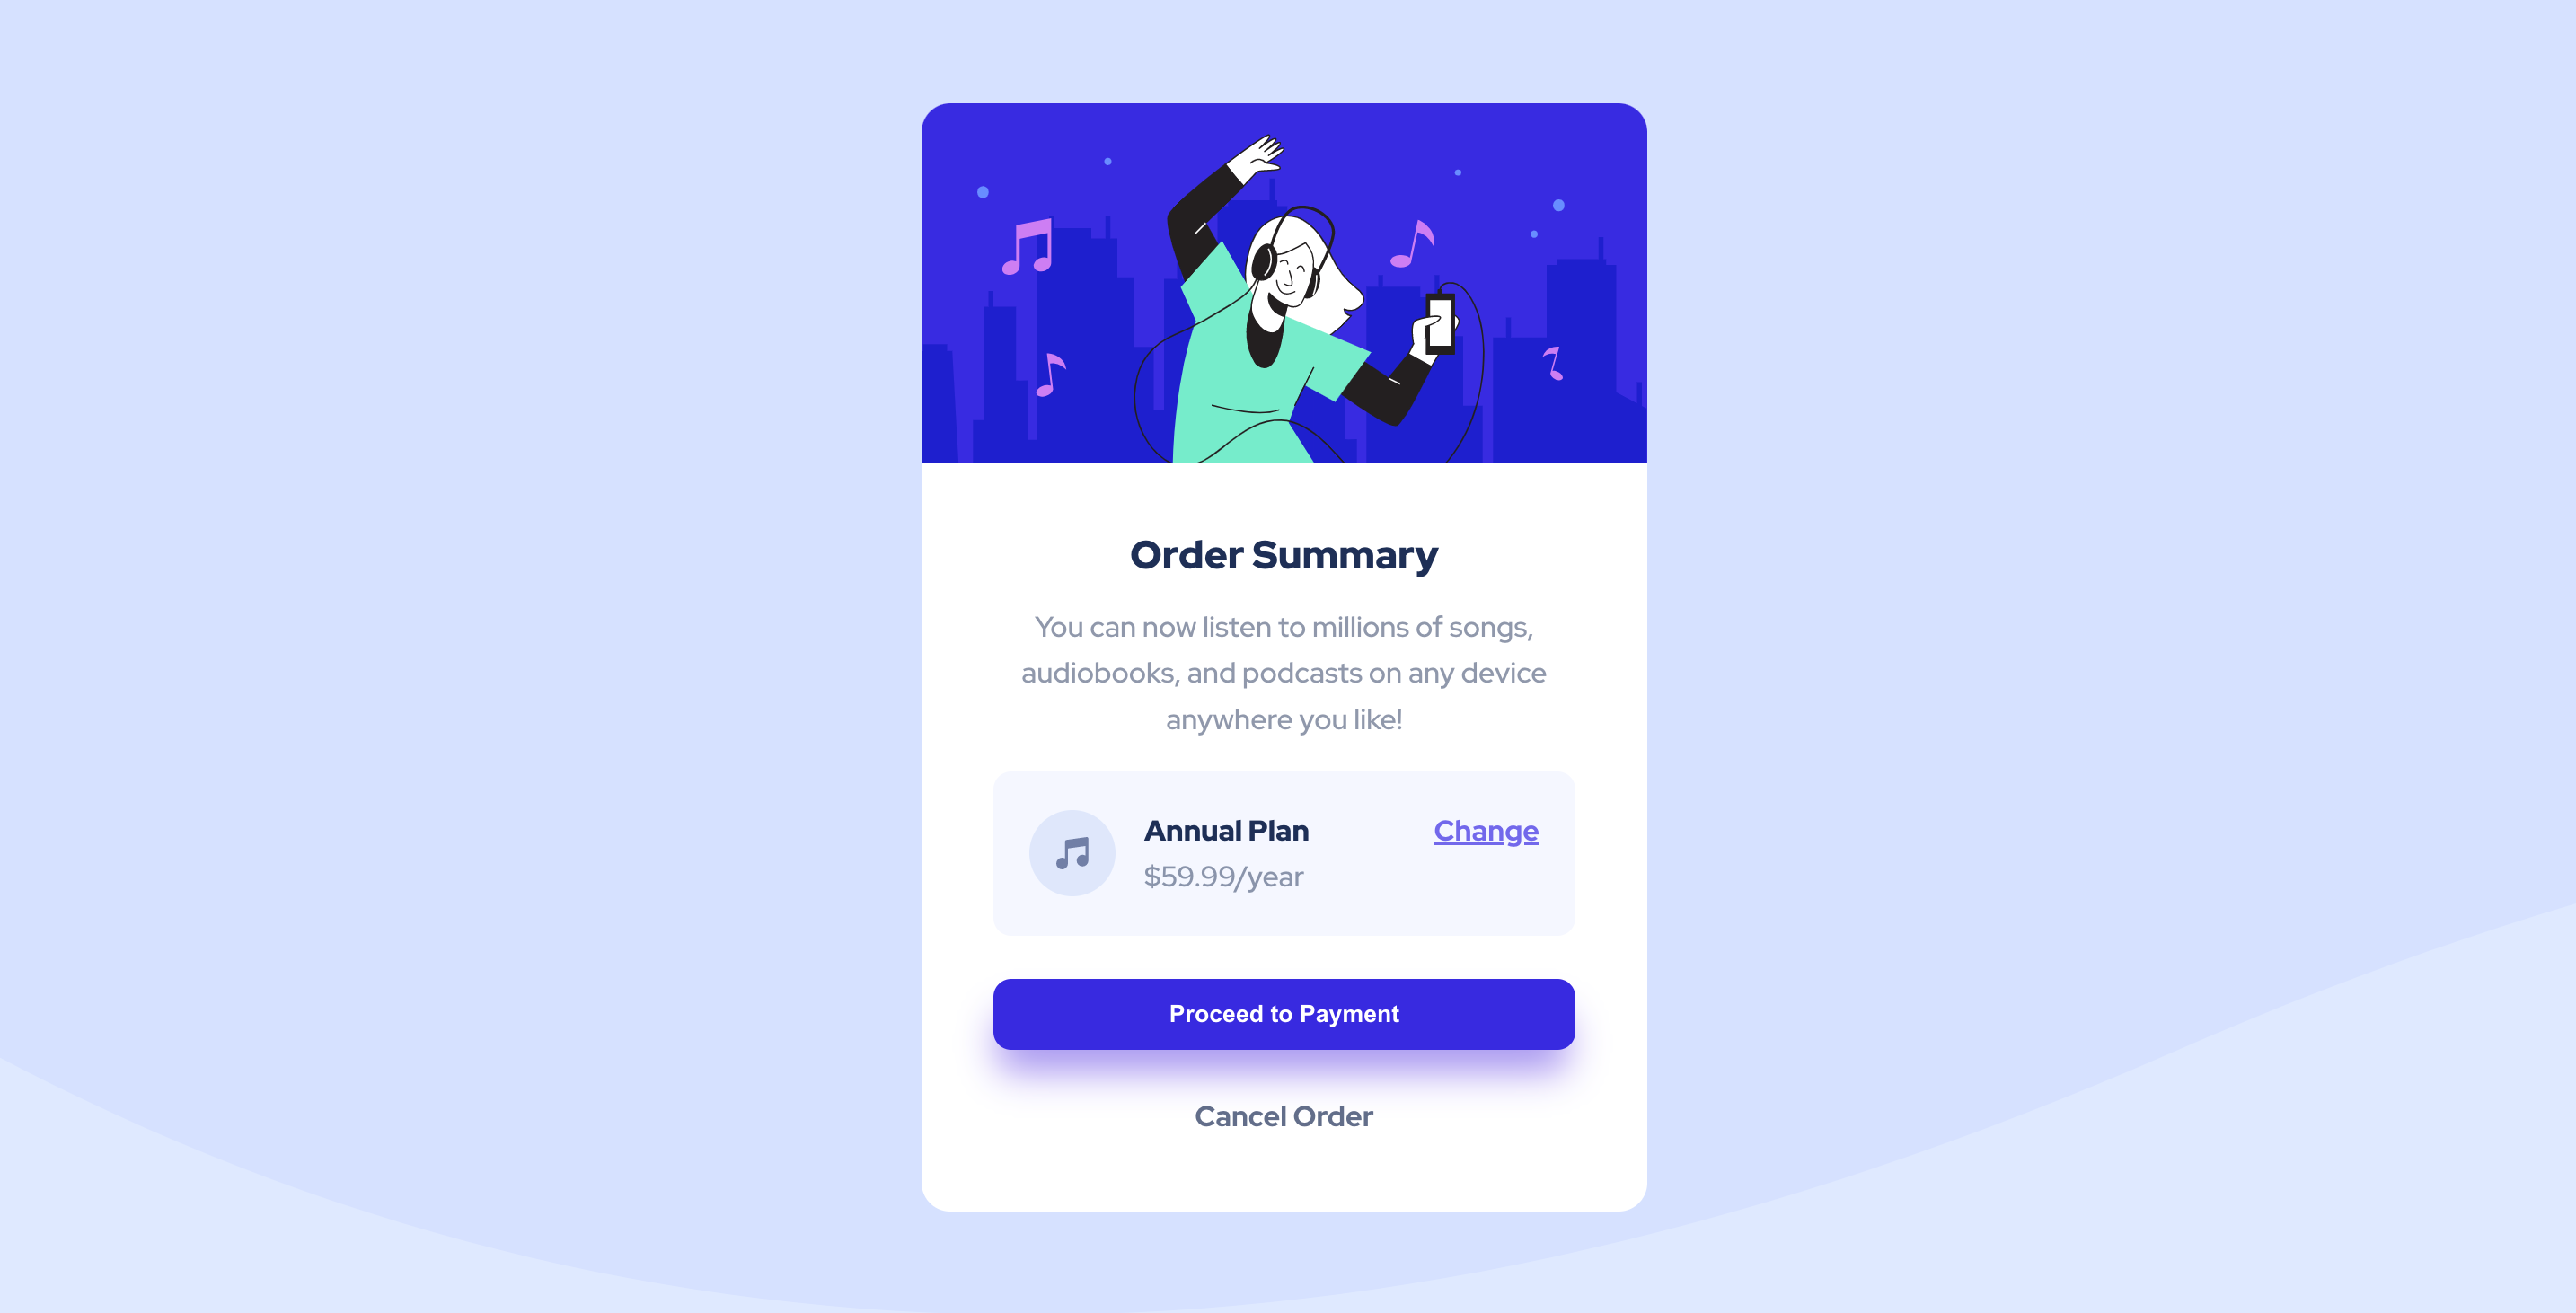 Order Summary
You can now listen to millions of songs,
audiobooks, and podcasts on any device
anywhere you like!
Annual Plan
Change
$59.99/year
Proceed to Payment
Cancel Order